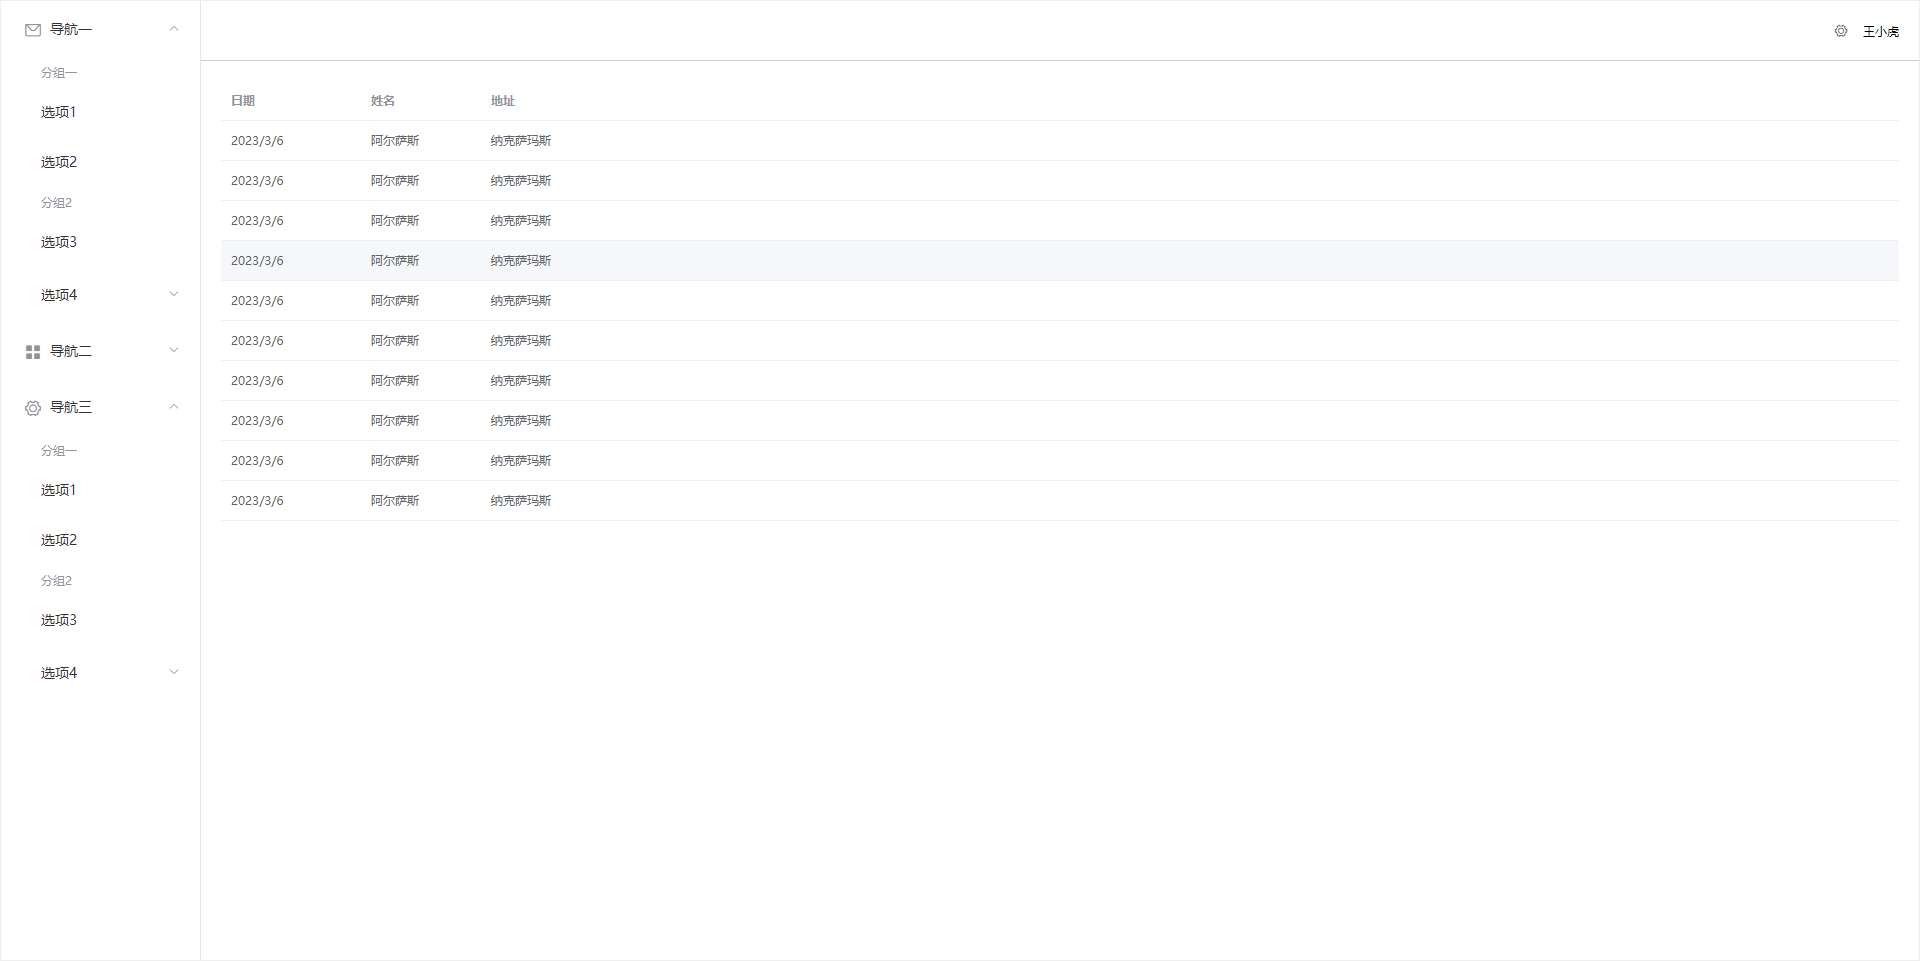 导航一
分组一
选项1
选项2
分组2
选项3
选项4
导航二
导航三
分组一
选项1
选项2
分组2
选项3
选项4
王小虎
日期 姓名 地址
2023/3/6 阿尔萨斯 纳克萨玛斯
2023/3/6 阿尔萨斯 纳克萨玛斯
2023/3/6 阿尔萨斯 纳克萨玛斯
2023/3/6 阿尔萨斯 纳克萨玛斯
2023/3/6 阿尔萨斯 纳克萨玛斯
2023/3/6 阿尔萨斯 纳克萨玛斯
2023/3/6 阿尔萨斯 纳克萨玛斯
2023/3/6 阿尔萨斯 纳克萨玛斯
2023/3/6 阿尔萨斯 纳克萨玛斯
2023/3/6 阿尔萨斯 纳克萨玛斯